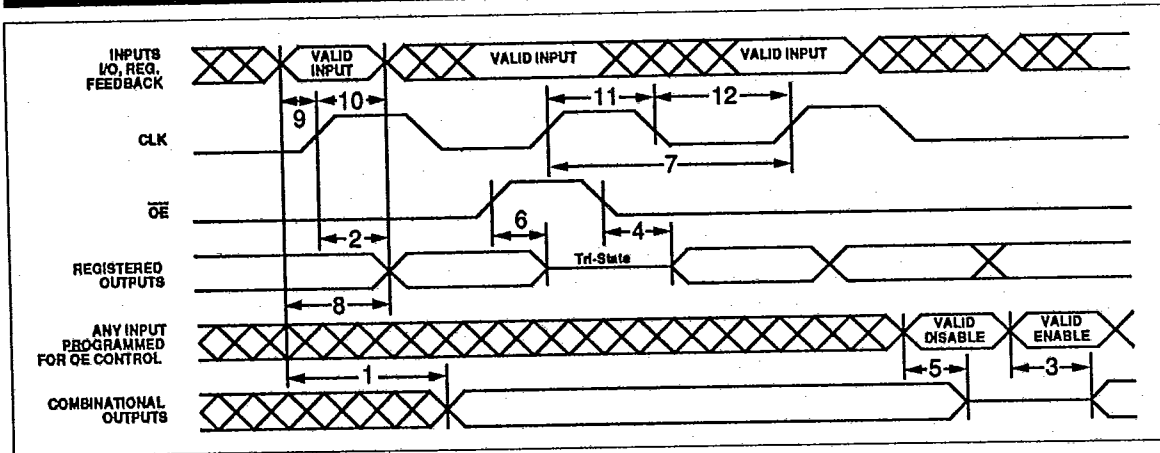 INPUTS
I/O, REG.
FEEDBACK
VALID
INPUT
VALID INPUT
VALID INPUT
9
10
11
12
CLK
7
OE
6
4
2
REGISTERED
OUTPUTS
Tri-State
8
ANY INPUT
PROGRAMMED
FOR OE CONTROL
VALID
DISABLE
VALID
ENABLE
1
5
3
COMBINATIONAL
OUTPUTS